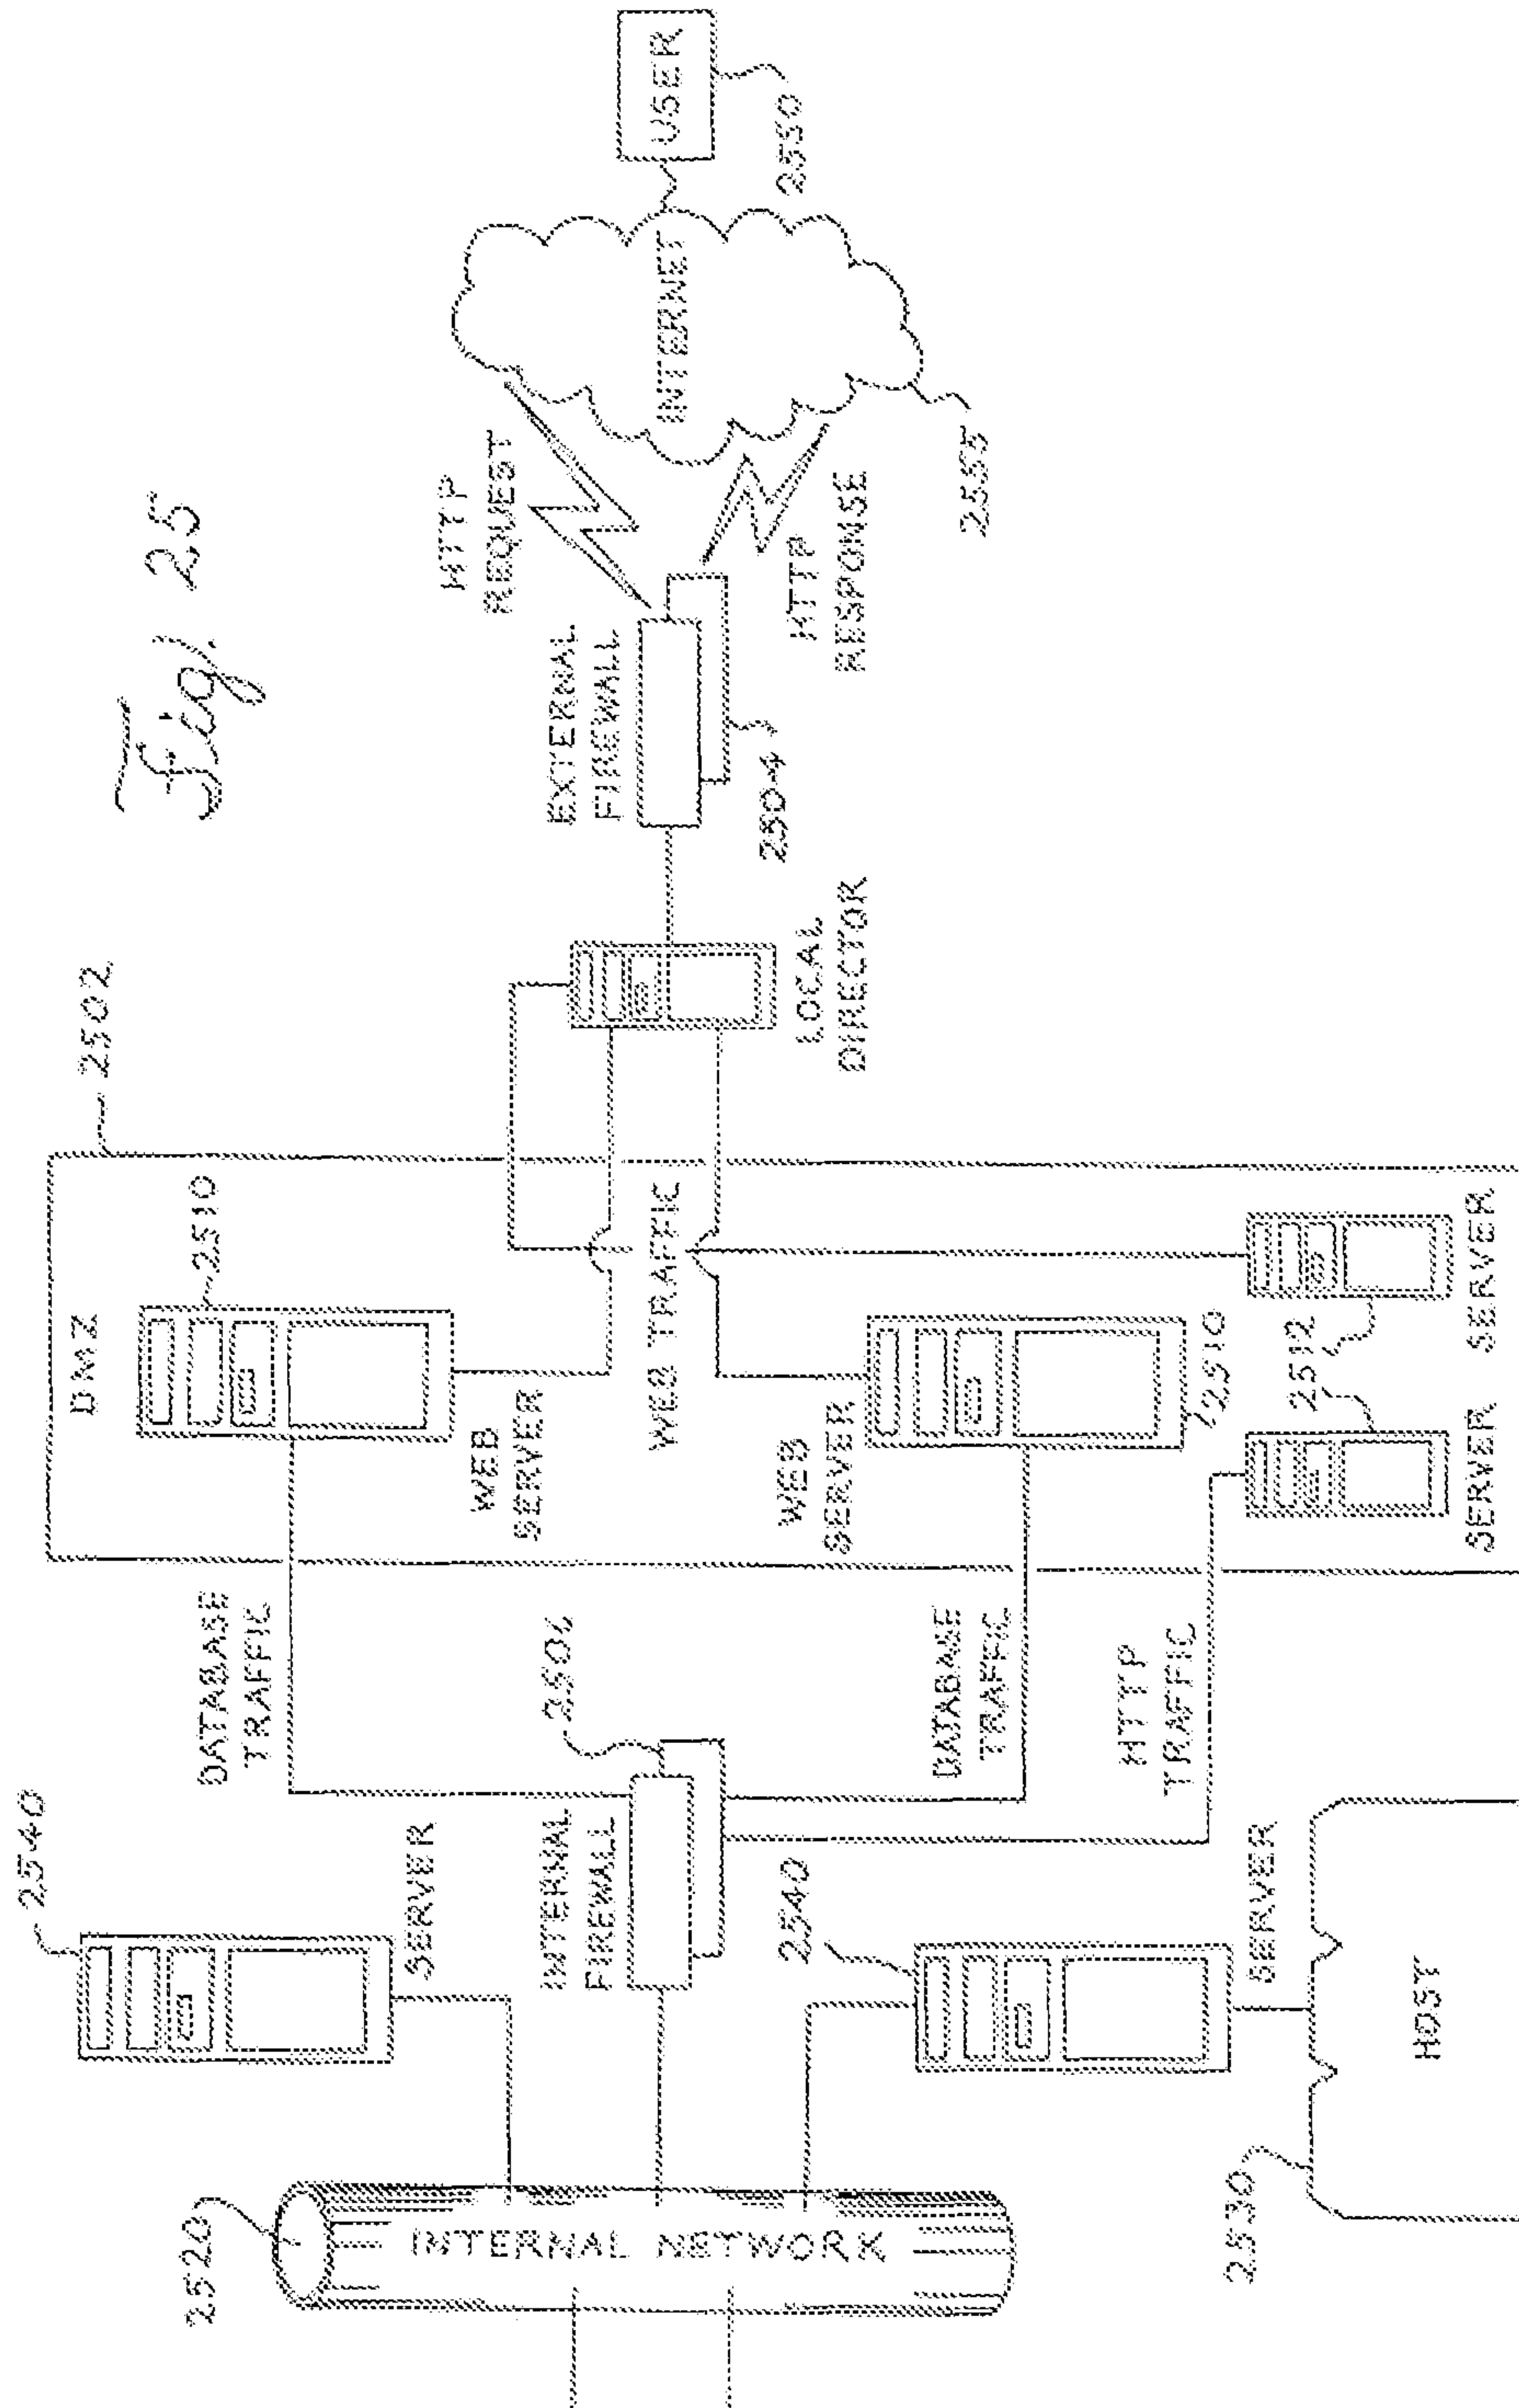 Fig. 25
2540
SERVER
DATABASE
TRAFFIC
DMZ
2510
2502
WEB
SERVER
HTTP
REQUEST
2520
INTERNAL NETWORK
INTERNAL
FIREWALL
2506
WEB TRAFFIC
EXTERNAL
FIREWALL
2504
INTERNET
USER
2550
2540
SERVER
DATABASE
TRAFFIC
WEB
SERVER
2510
LOCAL
DIRECTOR
HTTP
RESPONSE
2555
HTTP
TRAFFIC
2512
SERVER
SERVER
2530
HOST